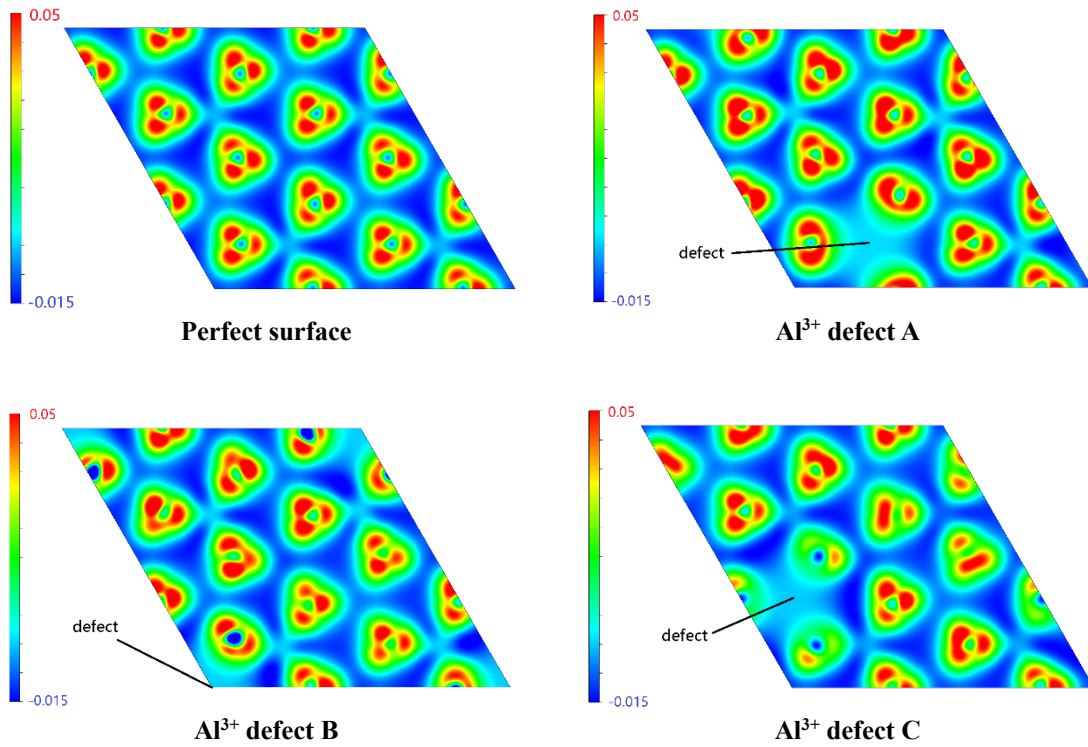 0.05
-0.015
Perfect surface
0.05
defect
-0.015
Al³⁺ defect A
0.03
defect
-0.015
Al³⁺ defect B
0.05
defect
-0.015
Al³⁺ defect C